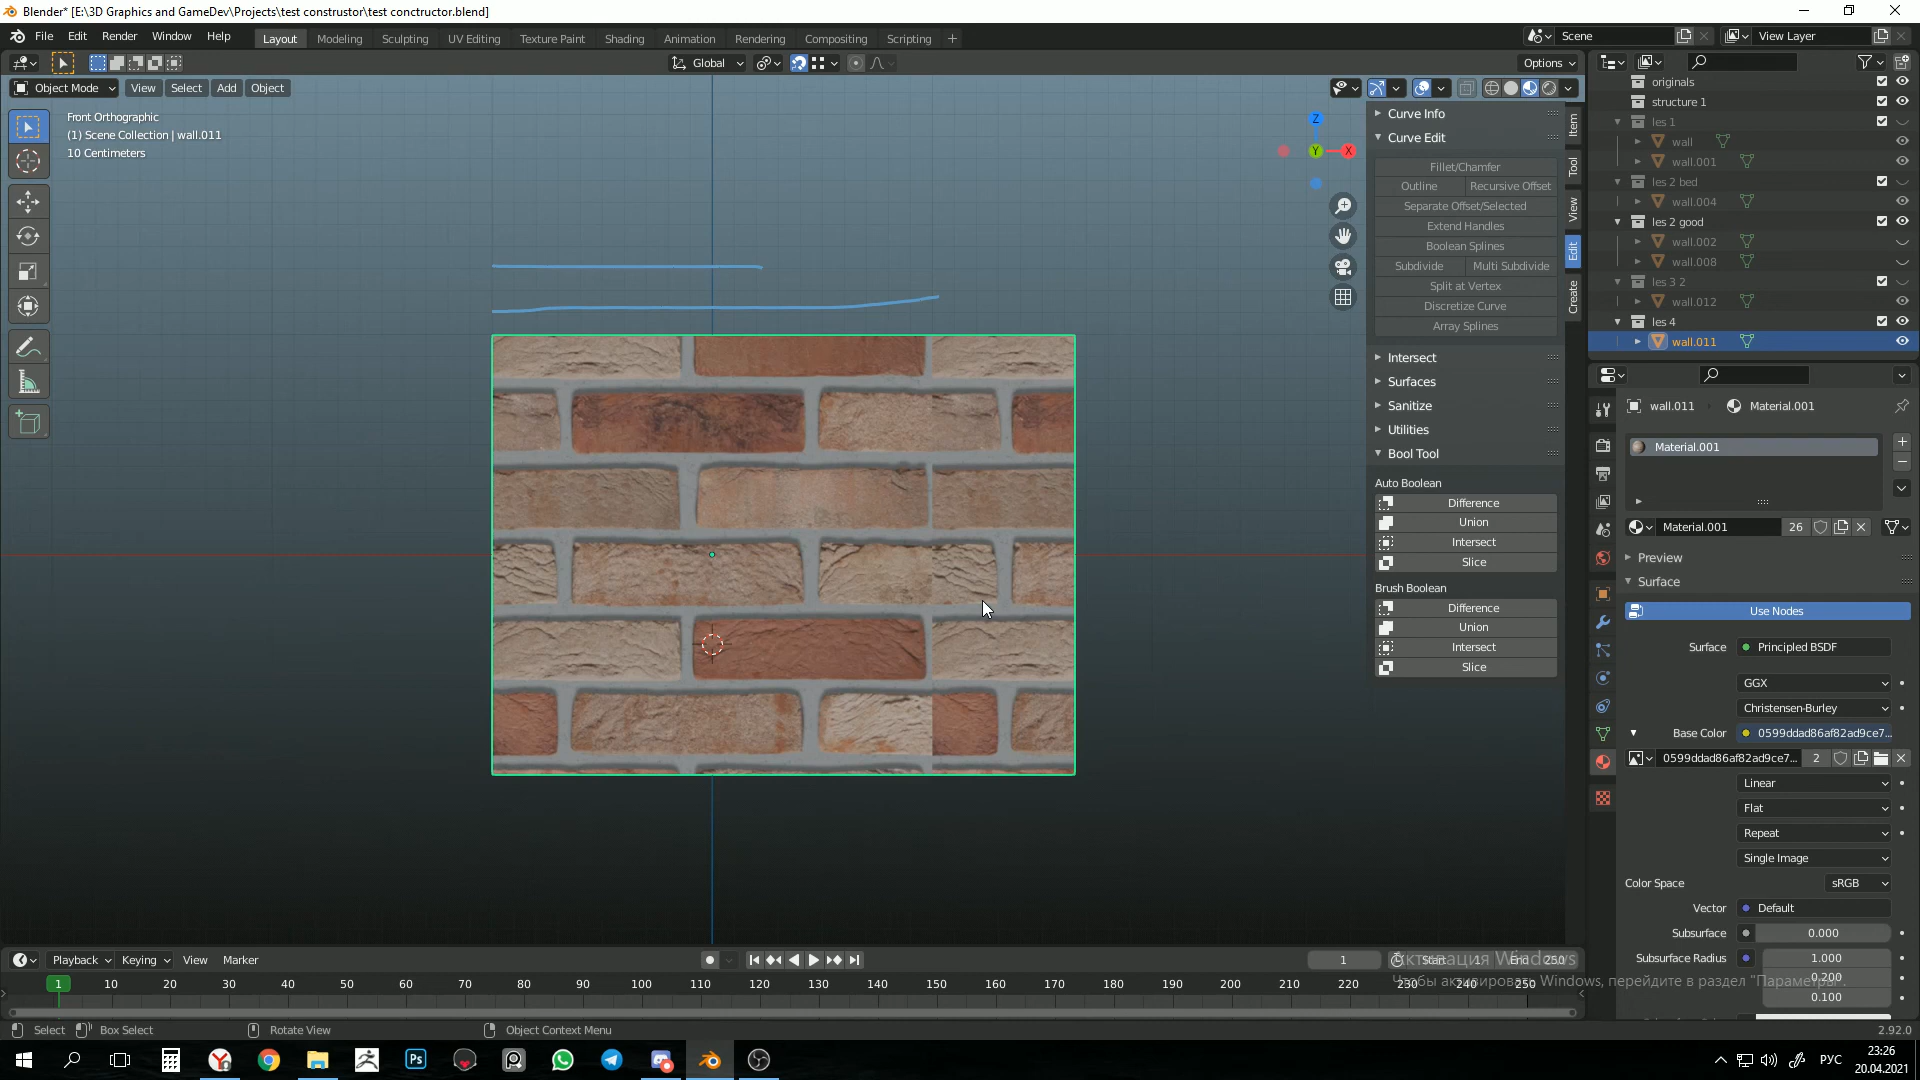 Blender* [E:\3D Graphics and GameDev\Projects\test construstor\test conctructor.blend]
File Edit Render Window Help
Layout Modeling Sculpting UV Editing Texture Paint Shading Animation Rendering Compositing Scripting +
Scene View Layer
Global
Options
Object Mode View Select Add Object
Front Orthographic
(1) Scene Collection | wall.011
10 Centimeters
Z
Y
X
Curve Info
Curve Edit
Fillet/Chamfer
Outline Recursive Offset
Separate Offset/Selected
Extend Handles
Boolean Splines
Subdivide Multi Subdivide
Split at Vertex
Discretize Curve
Array Splines
Intersect
Surfaces
Sanitize
Utilities
Bool Tool
Auto Boolean
Difference
Union
Intersect
Slice
Brush Boolean
Difference
Union
Intersect
Slice
Item
Tool
View
Edit
Create
originals
structure 1
les 1
wall
wall.001
les 2 bed
wall.004
les 2 good
wall.002
wall.008
les 3 2
wall.012
les 4
wall.011
wall.011 Material.001
Material.001
Material.001 26
Preview
Surface
Use Nodes
Surface Principled BSDF
GGX
Christensen-Burley
Base Color 0599ddad86af82ad9ce7...
0599ddad86af82ad9ce7... 2
Linear
Flat
Repeat
Single Image
Color Space sRGB
Vector Default
Subsurface 0.000
Subsurface Radius 1.000
0.200
0.100
Playback Keying View Marker
1 Start 1 End 250
Активация Windows
Чтобы активировать Windows, перейдите в раздел "Параметры".
1 10 20 30 40 50 60 70 80 90 100 110 120 130 140 150 160 170 180 190 200 210 220 230 240 250
Select Box Select Rotate View Object Context Menu
2.92.0
Ps
РУС
23:26
20.04.2021